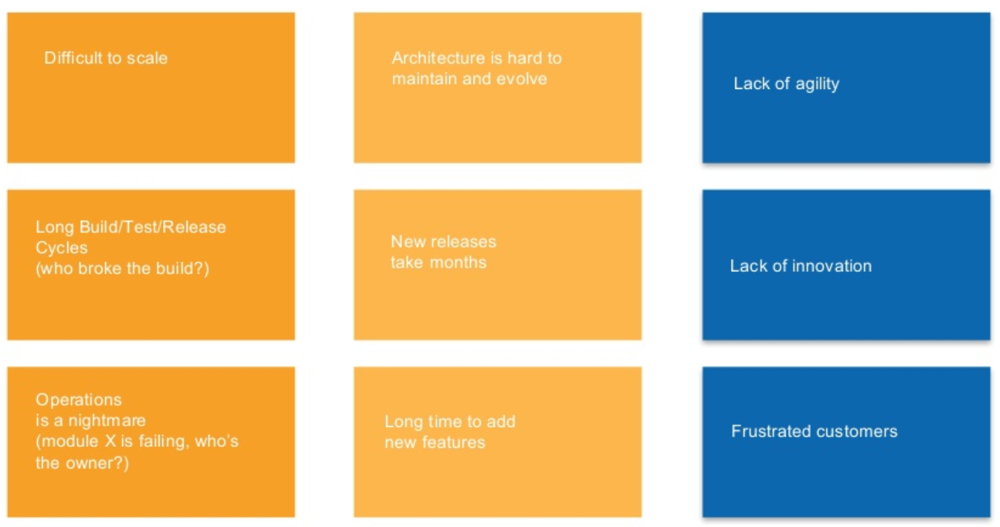 Difficult to scale
Architecture is hard to
maintain and evolve
Lack of agility
Long Build/Test/Release
Cycles
(who broke the build?)
New releases
take months
Lack of innovation
Operations
is a nightmare
(module X is failing, who's
the owner?)
Long time to add
new features
Frustrated customers